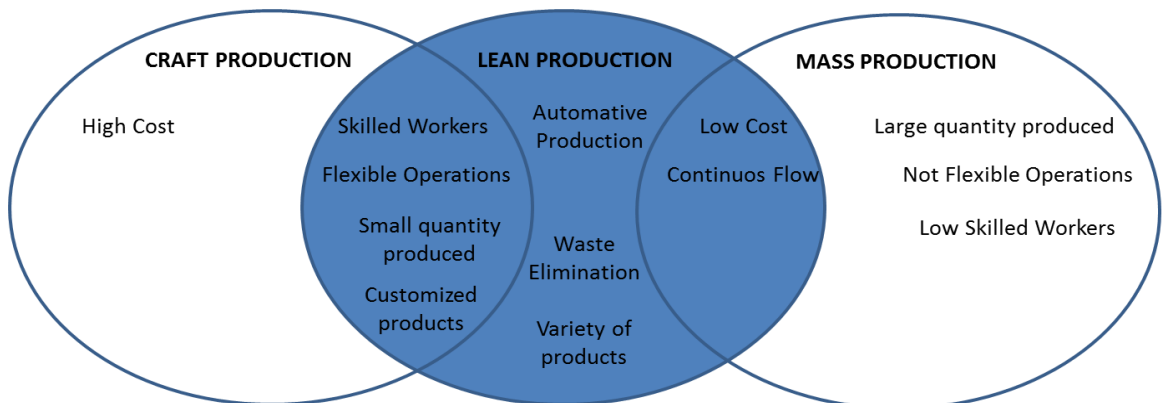 CRAFT PRODUCTION
High Cost
Skilled Workers
Flexible Operations
Small quantity
produced
Customized
products
LEAN PRODUCTION
Automative
Production
Waste
Elimination
Variety of
products
Low Cost
Continuos Flow
MASS PRODUCTION
Large quantity produced
Not Flexible Operations
Low Skilled Workers